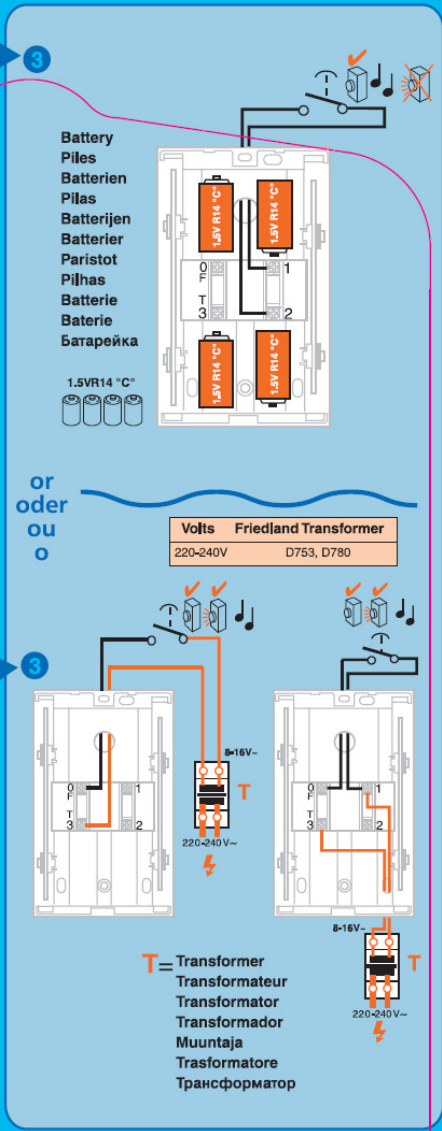 3
Battery
Piles
Batterien
Pilas
Batterijen
Batterier
Paristot
Pilhas
Batterie
Baterie
Батарейка
1.5VR14 "C"
1.5V R14 "C"
1.5V R14 "C"
0 1
F
T
3 2
1.5V R14 "C"
1.5V R14 "C"
or
oder
ou
o
Volts Friedland Transformer
220-240V D753, D780
3
8-16V~
T
220-240V~
0 1
F
T
3 2
0 1
F
T
3 2
8-16V~
T
220-240V~
T= Transformer
Transformateur
Transformator
Transformador
Muuntaja
Trasformatore
Трансформатор